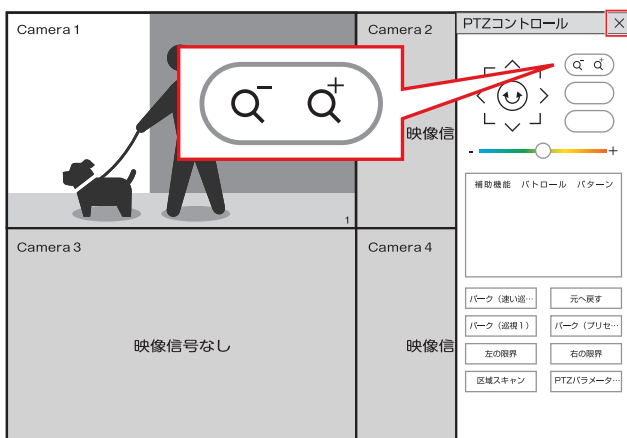 Camera 1
Camera 2
PTZコントロール
映像信
1
補助機能 パトロール パターン
Camera 3
Camera 4
映像信号なし
映像信
パーク（速い巡…
元へ戻す
パーク（巡視１）
パーク（プリセ…
左の限界
右の限界
区域スキャン
PTZパラメータ…